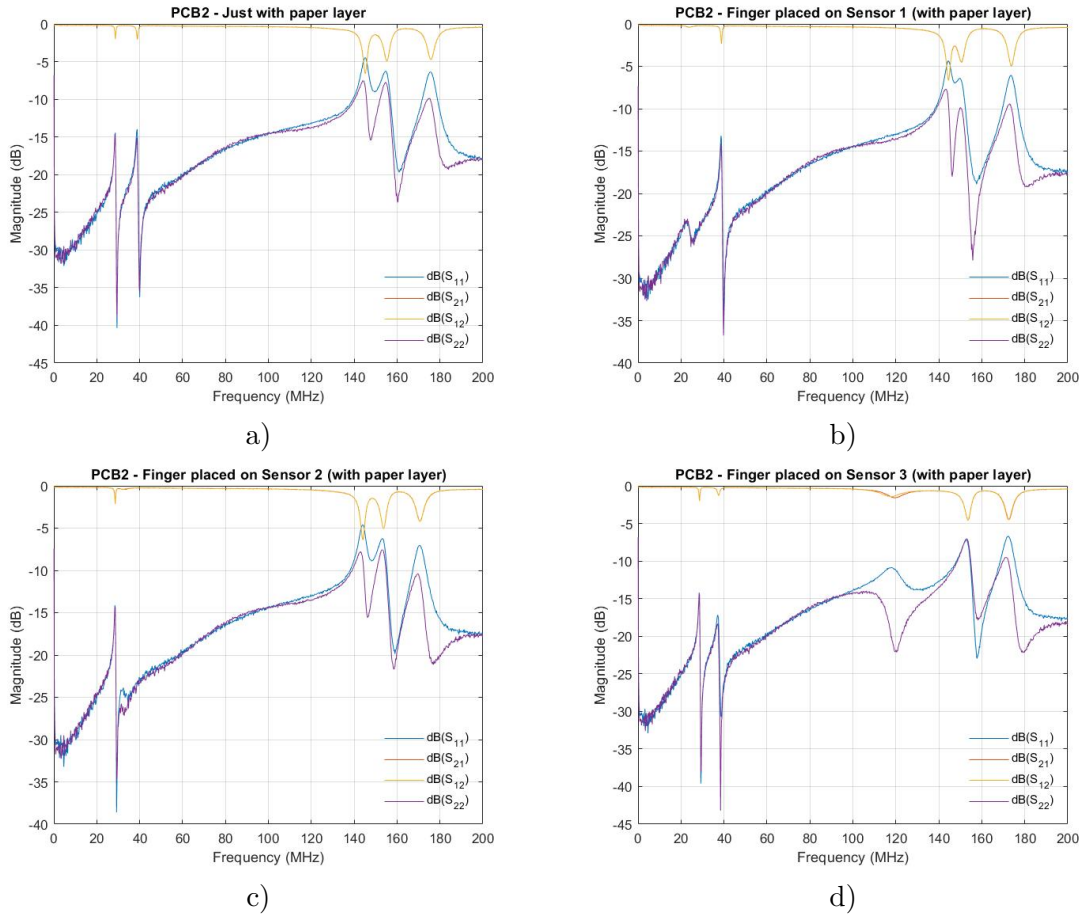 PCB2 - Just with paper layer
0
-5
-10
-15
-20
-25
-30
-35
-40
-45
Magnitude (dB)
dB(S11)
dB(S21)
dB(S12)
dB(S22)
0 20 40 60 80 100 120 140 160 180 200
Frequency (MHz)
a)
PCB2 - Finger placed on Sensor 1 (with paper layer)
0
-5
-10
-15
-20
-25
-30
-35
-40
Magnitude (dB)
dB(S11)
dB(S21)
dB(S12)
dB(S22)
0 20 40 60 80 100 120 140 160 180 200
Frequency (MHz)
b)
PCB2 - Finger placed on Sensor 2 (with paper layer)
0
-5
-10
-15
-20
-25
-30
-35
-40
Magnitude (dB)
dB(S11)
dB(S21)
dB(S12)
dB(S22)
0 20 40 60 80 100 120 140 160 180 200
Frequency (MHz)
c)
PCB2 - Finger placed on Sensor 3 (with paper layer)
0
-5
-10
-15
-20
-25
-30
-35
-40
-45
Magnitude (dB)
dB(S11)
dB(S21)
dB(S12)
dB(S22)
0 20 40 60 80 100 120 140 160 180 200
Frequency (MHz)
d)